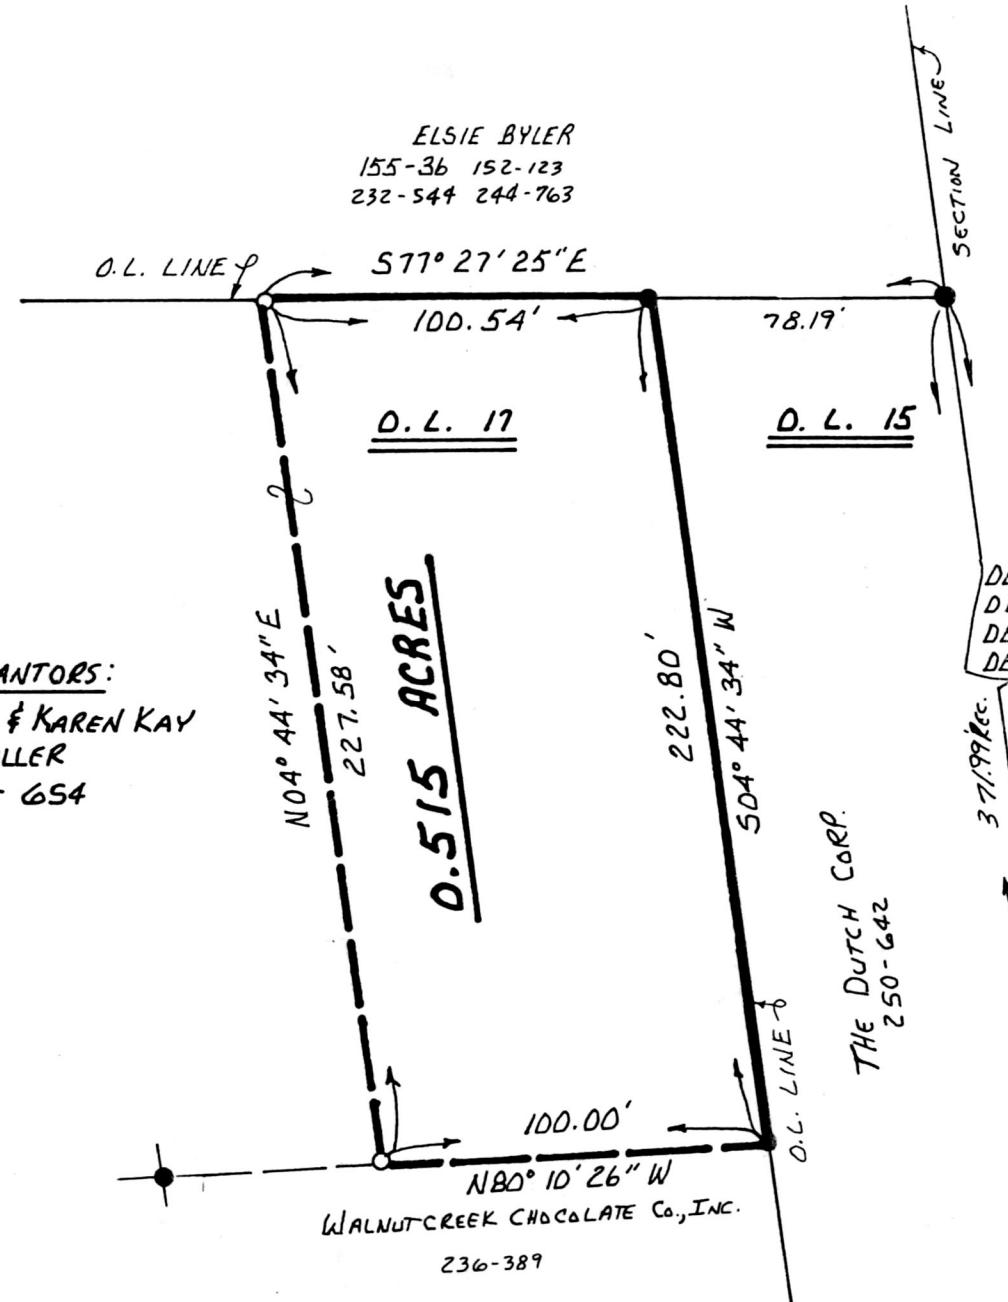 ELSIE BYLER
155-36 152-123
232-544 244-763
SECTION LINE
O.L. LINE
S77° 27' 25" E
100.54'
78.19'
O. L. 17
O. L. 15
N04° 44' 34" E
227.58'
0.515 ACRES
222.80'
S04° 44' 34" W
ANTORS:
& KAREN KAY
LLER
- 654
371.99' REC.
THE DUTCH CORP.
250-642
O.L. LINE
100.00'
N80° 10' 26" W
WALNUTCREEK CHOCOLATE CO., INC.
236-389